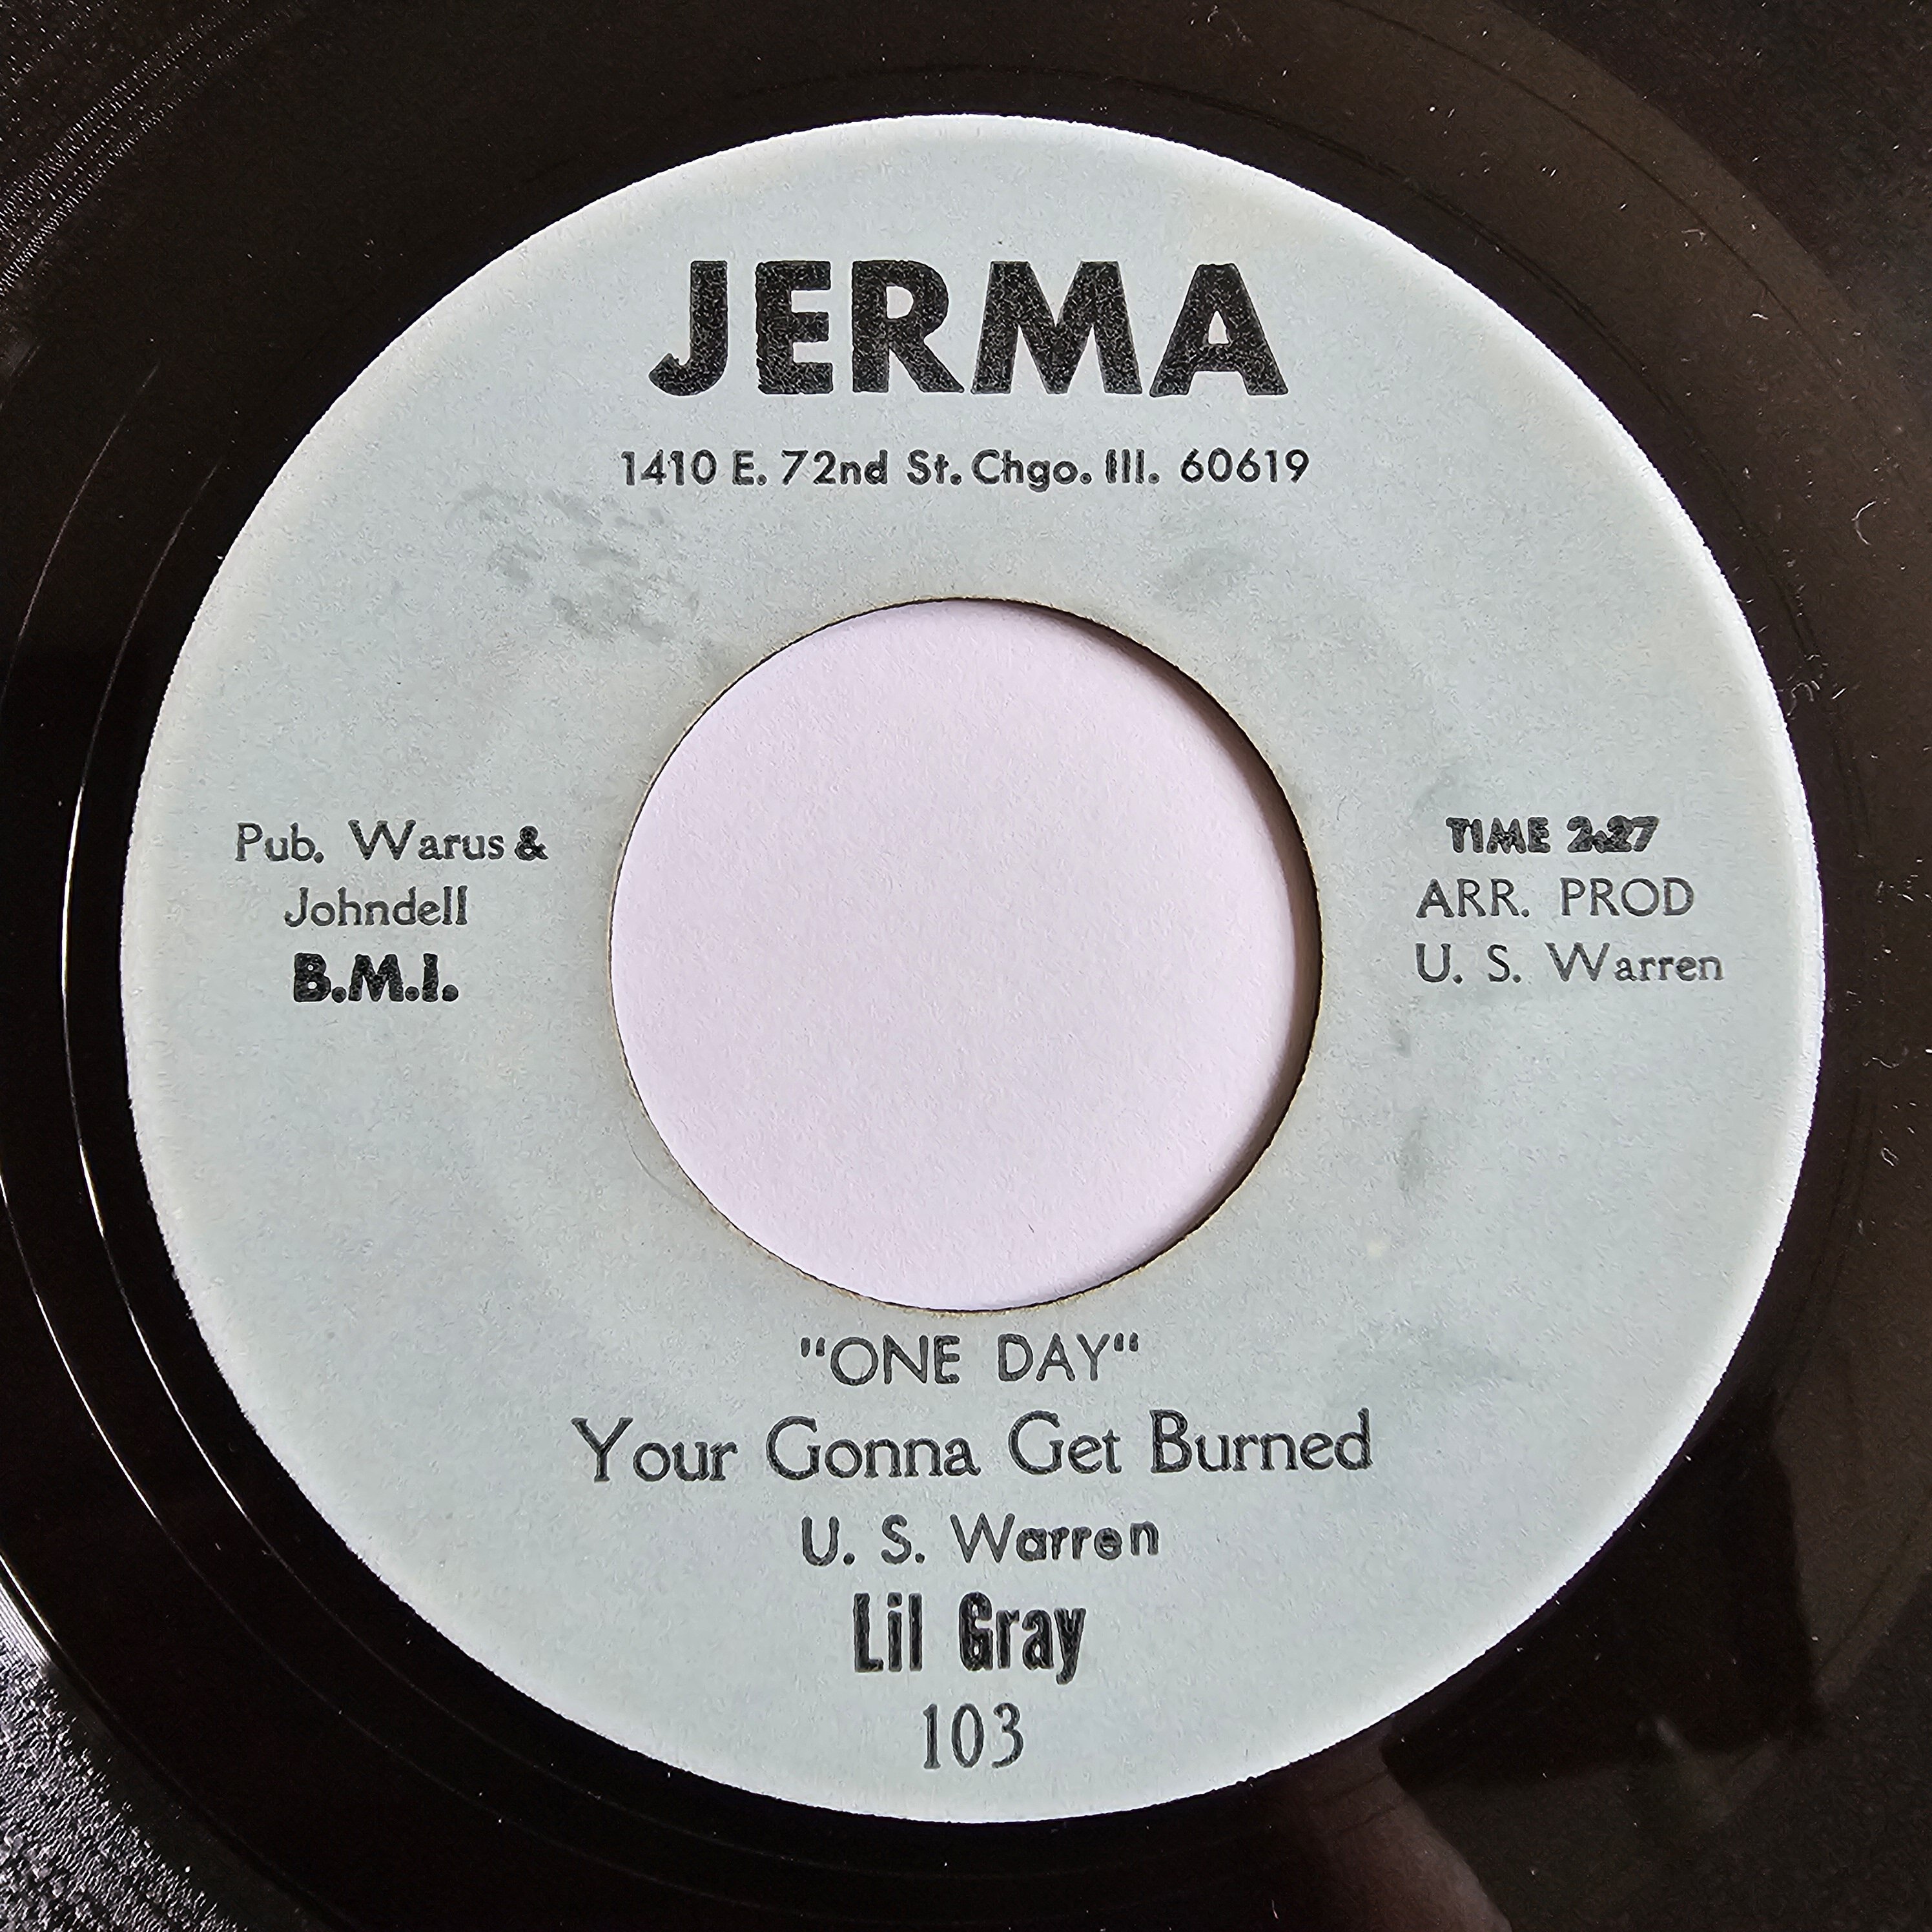 JERMA
1410 E. 72nd St. Chgo. Ill. 60619
Pub. Warus &
Johndell
B.M.I.
TIME 2:27
ARR. PROD
U. S. Warren
"ONE DAY"
Your Gonna Get Burned
U. S. Warren
Lil Gray
103